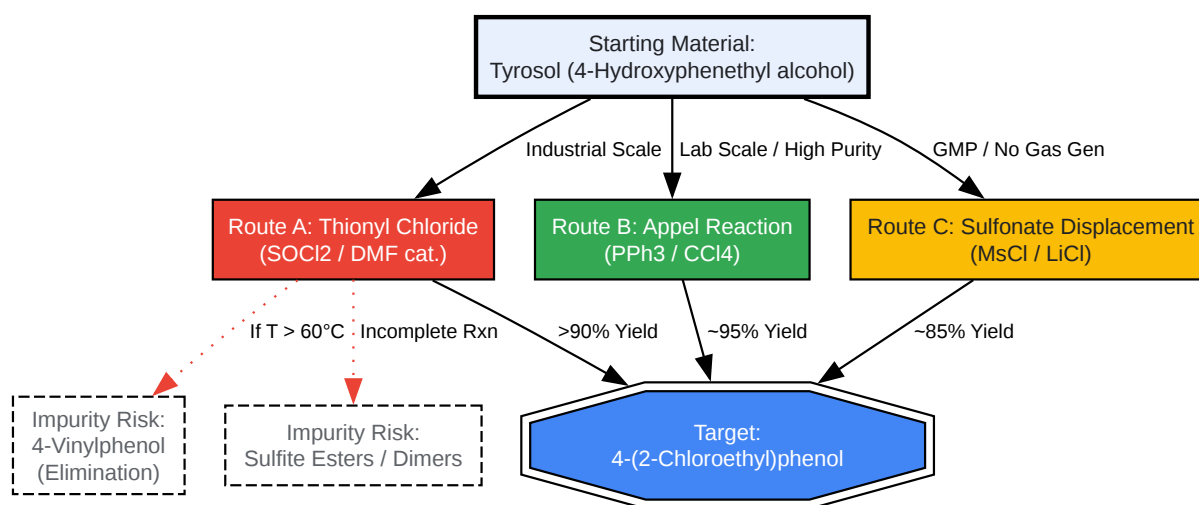 Starting Material:
Tyrosol (4-Hydroxyphenethyl alcohol)
Industrial Scale
Lab Scale / High Purity
GMP / No Gas Gen
Route A: Thionyl Chloride
(SOCl2 / DMF cat.)
Route B: Appel Reaction
(PPh3 / CCl4)
Route C: Sulfonate Displacement
(MsCl / LiCl)
If T > 60°C
Incomplete Rxn
>90% Yield
~95% Yield
~85% Yield
Impurity Risk:
4-Vinylphenol
(Elimination)
Impurity Risk:
Sulfite Esters / Dimers
Target:
4-(2-Chloroethyl)phenol